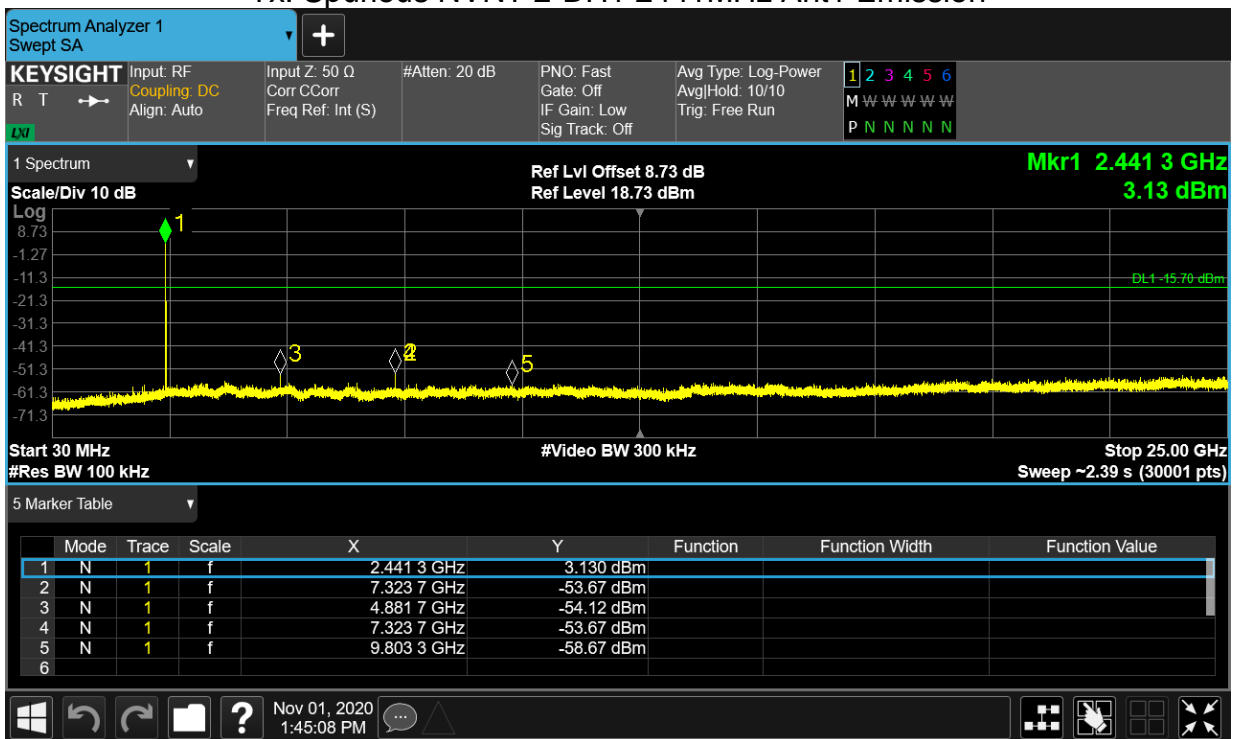 Tx. Spurious NVNT 2-DH1 2441MHz Ant1 Emission
Spectrum Analyzer 1
Swept SA
KEYSIGHT
R T
LXI
Input: RF
Coupling: DC
Align: Auto
Input Z: 50 Ω
Corr CCorr
Freq Ref: Int (S)
#Atten: 20 dB
PNO: Fast
Gate: Off
IF Gain: Low
Sig Track: Off
Avg Type: Log-Power
Avg|Hold: 10/10
Trig: Free Run
1 2 3 4 5 6
M W W W W W
P N N N N N
1 Spectrum
Scale/Div 10 dB
Ref Lvl Offset 8.73 dB
Ref Level 18.73 dBm
Mkr1 2.441 3 GHz
3.13 dBm
Log
8.73
-1.27
-11.3
-21.3
-31.3
-41.3
-51.3
-61.3
-71.3
1
DL1 -15.70 dBm
3
5
Start 30 MHz
#Video BW 300 kHz
Stop 25.00 GHz
#Res BW 100 kHz
Sweep ~2.39 s (30001 pts)
5 Marker Table
Mode Trace Scale X Y Function Function Width Function Value
1 N 1 f 2.441 3 GHz 3.130 dBm
2 N 1 f 7.323 7 GHz -53.67 dBm
3 N 1 f 4.881 7 GHz -54.12 dBm
4 N 1 f 7.323 7 GHz -53.67 dBm
5 N 1 f 9.803 3 GHz -58.67 dBm
6
?
Nov 01, 2020
1:45:08 PM